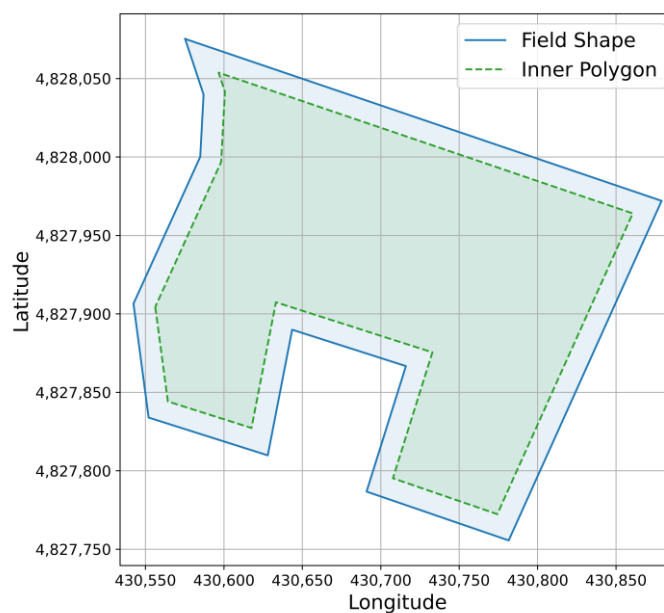 Field Shape
Inner Polygon
4,828,050
4,828,000
4,827,950
4,827,900
4,827,850
4,827,800
4,827,750
Latitude
430,550 430,600 430,650 430,700 430,750 430,800 430,850
Longitude